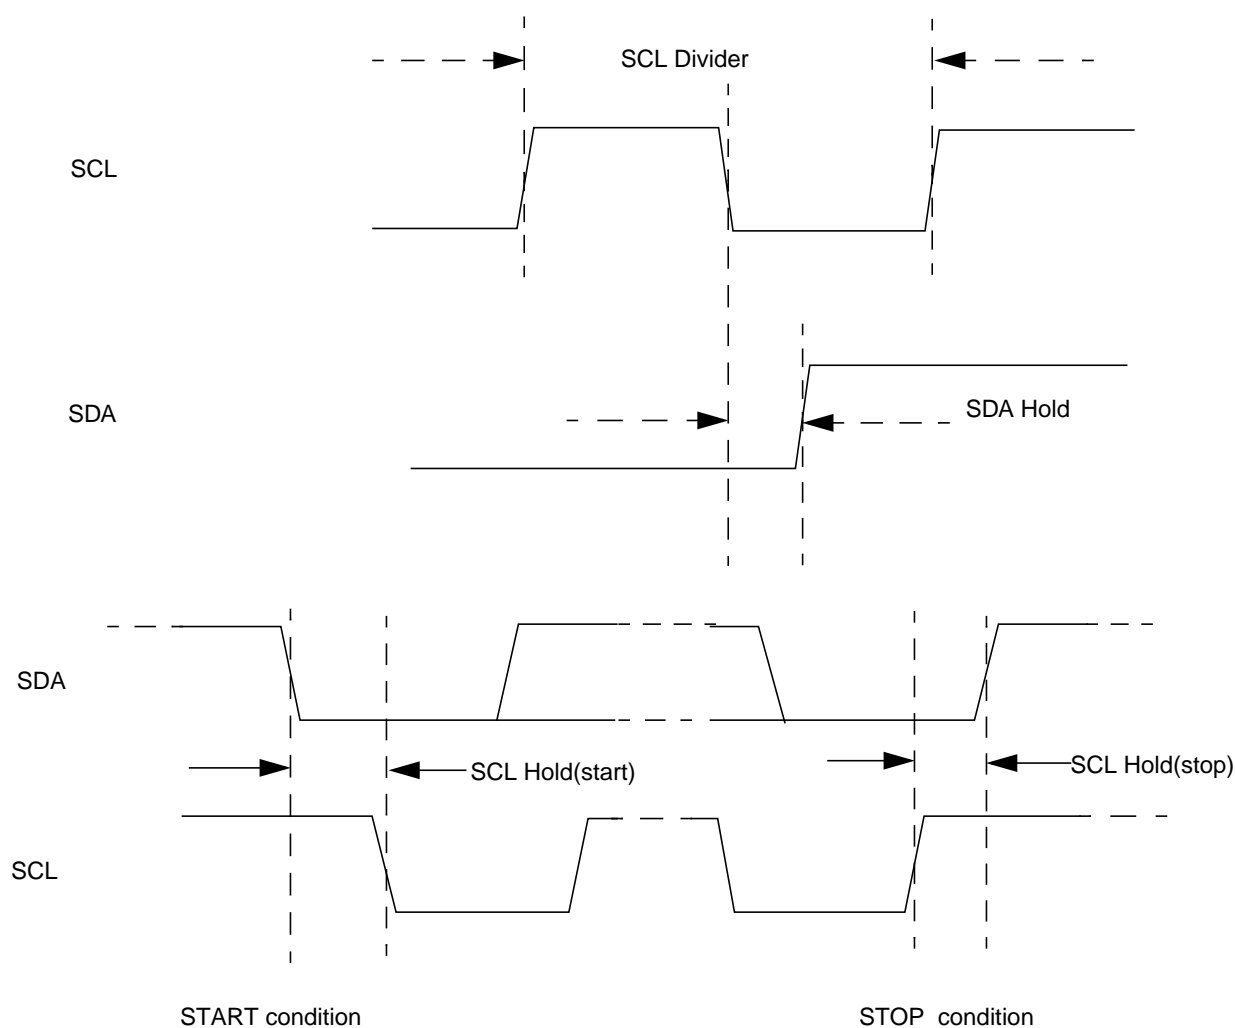 SCL Divider
SCL
SDA
SDA Hold
SDA
SCL Hold(start)
SCL Hold(stop)
SCL
START condition
STOP condition